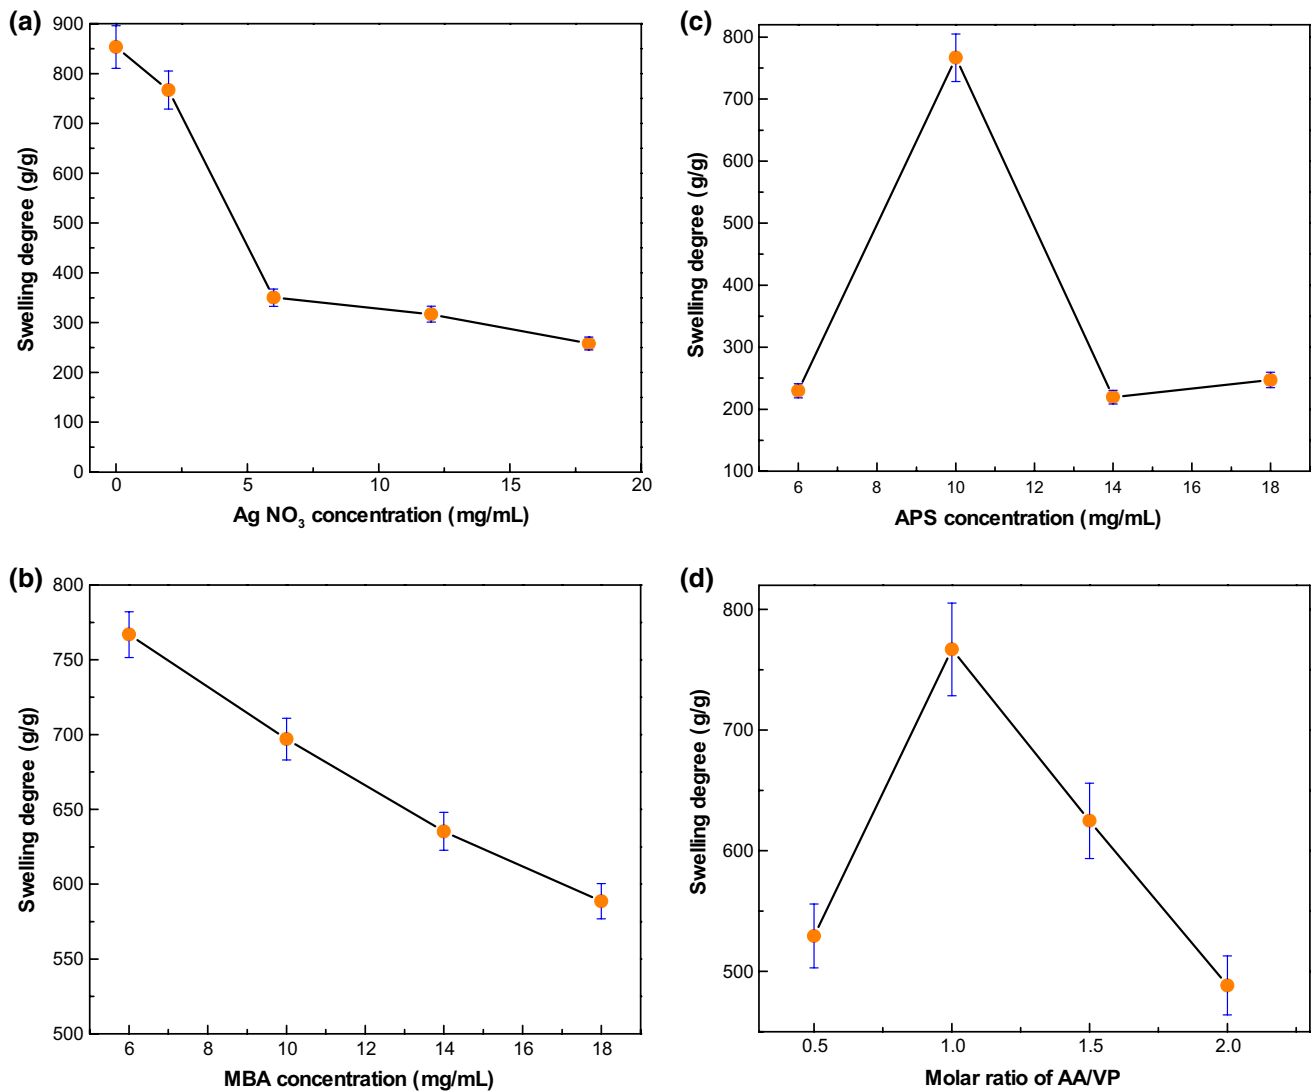 (a)
900
800
700
600
500
400
300
200
100
0
0 5 10 15 20
Swelling degree (g/g)
Ag NO₃ concentration (mg/mL)
(c)
800
700
600
500
400
300
200
100
6 8 10 12 14 16 18
Swelling degree (g/g)
APS concentration (mg/mL)
(b)
800
750
700
650
600
550
500
6 8 10 12 14 16 18
Swelling degree (g/g)
MBA concentration (mg/mL)
(d)
800
700
600
500
0.5 1.0 1.5 2.0
Swelling degree (g/g)
Molar ratio of AA/VP